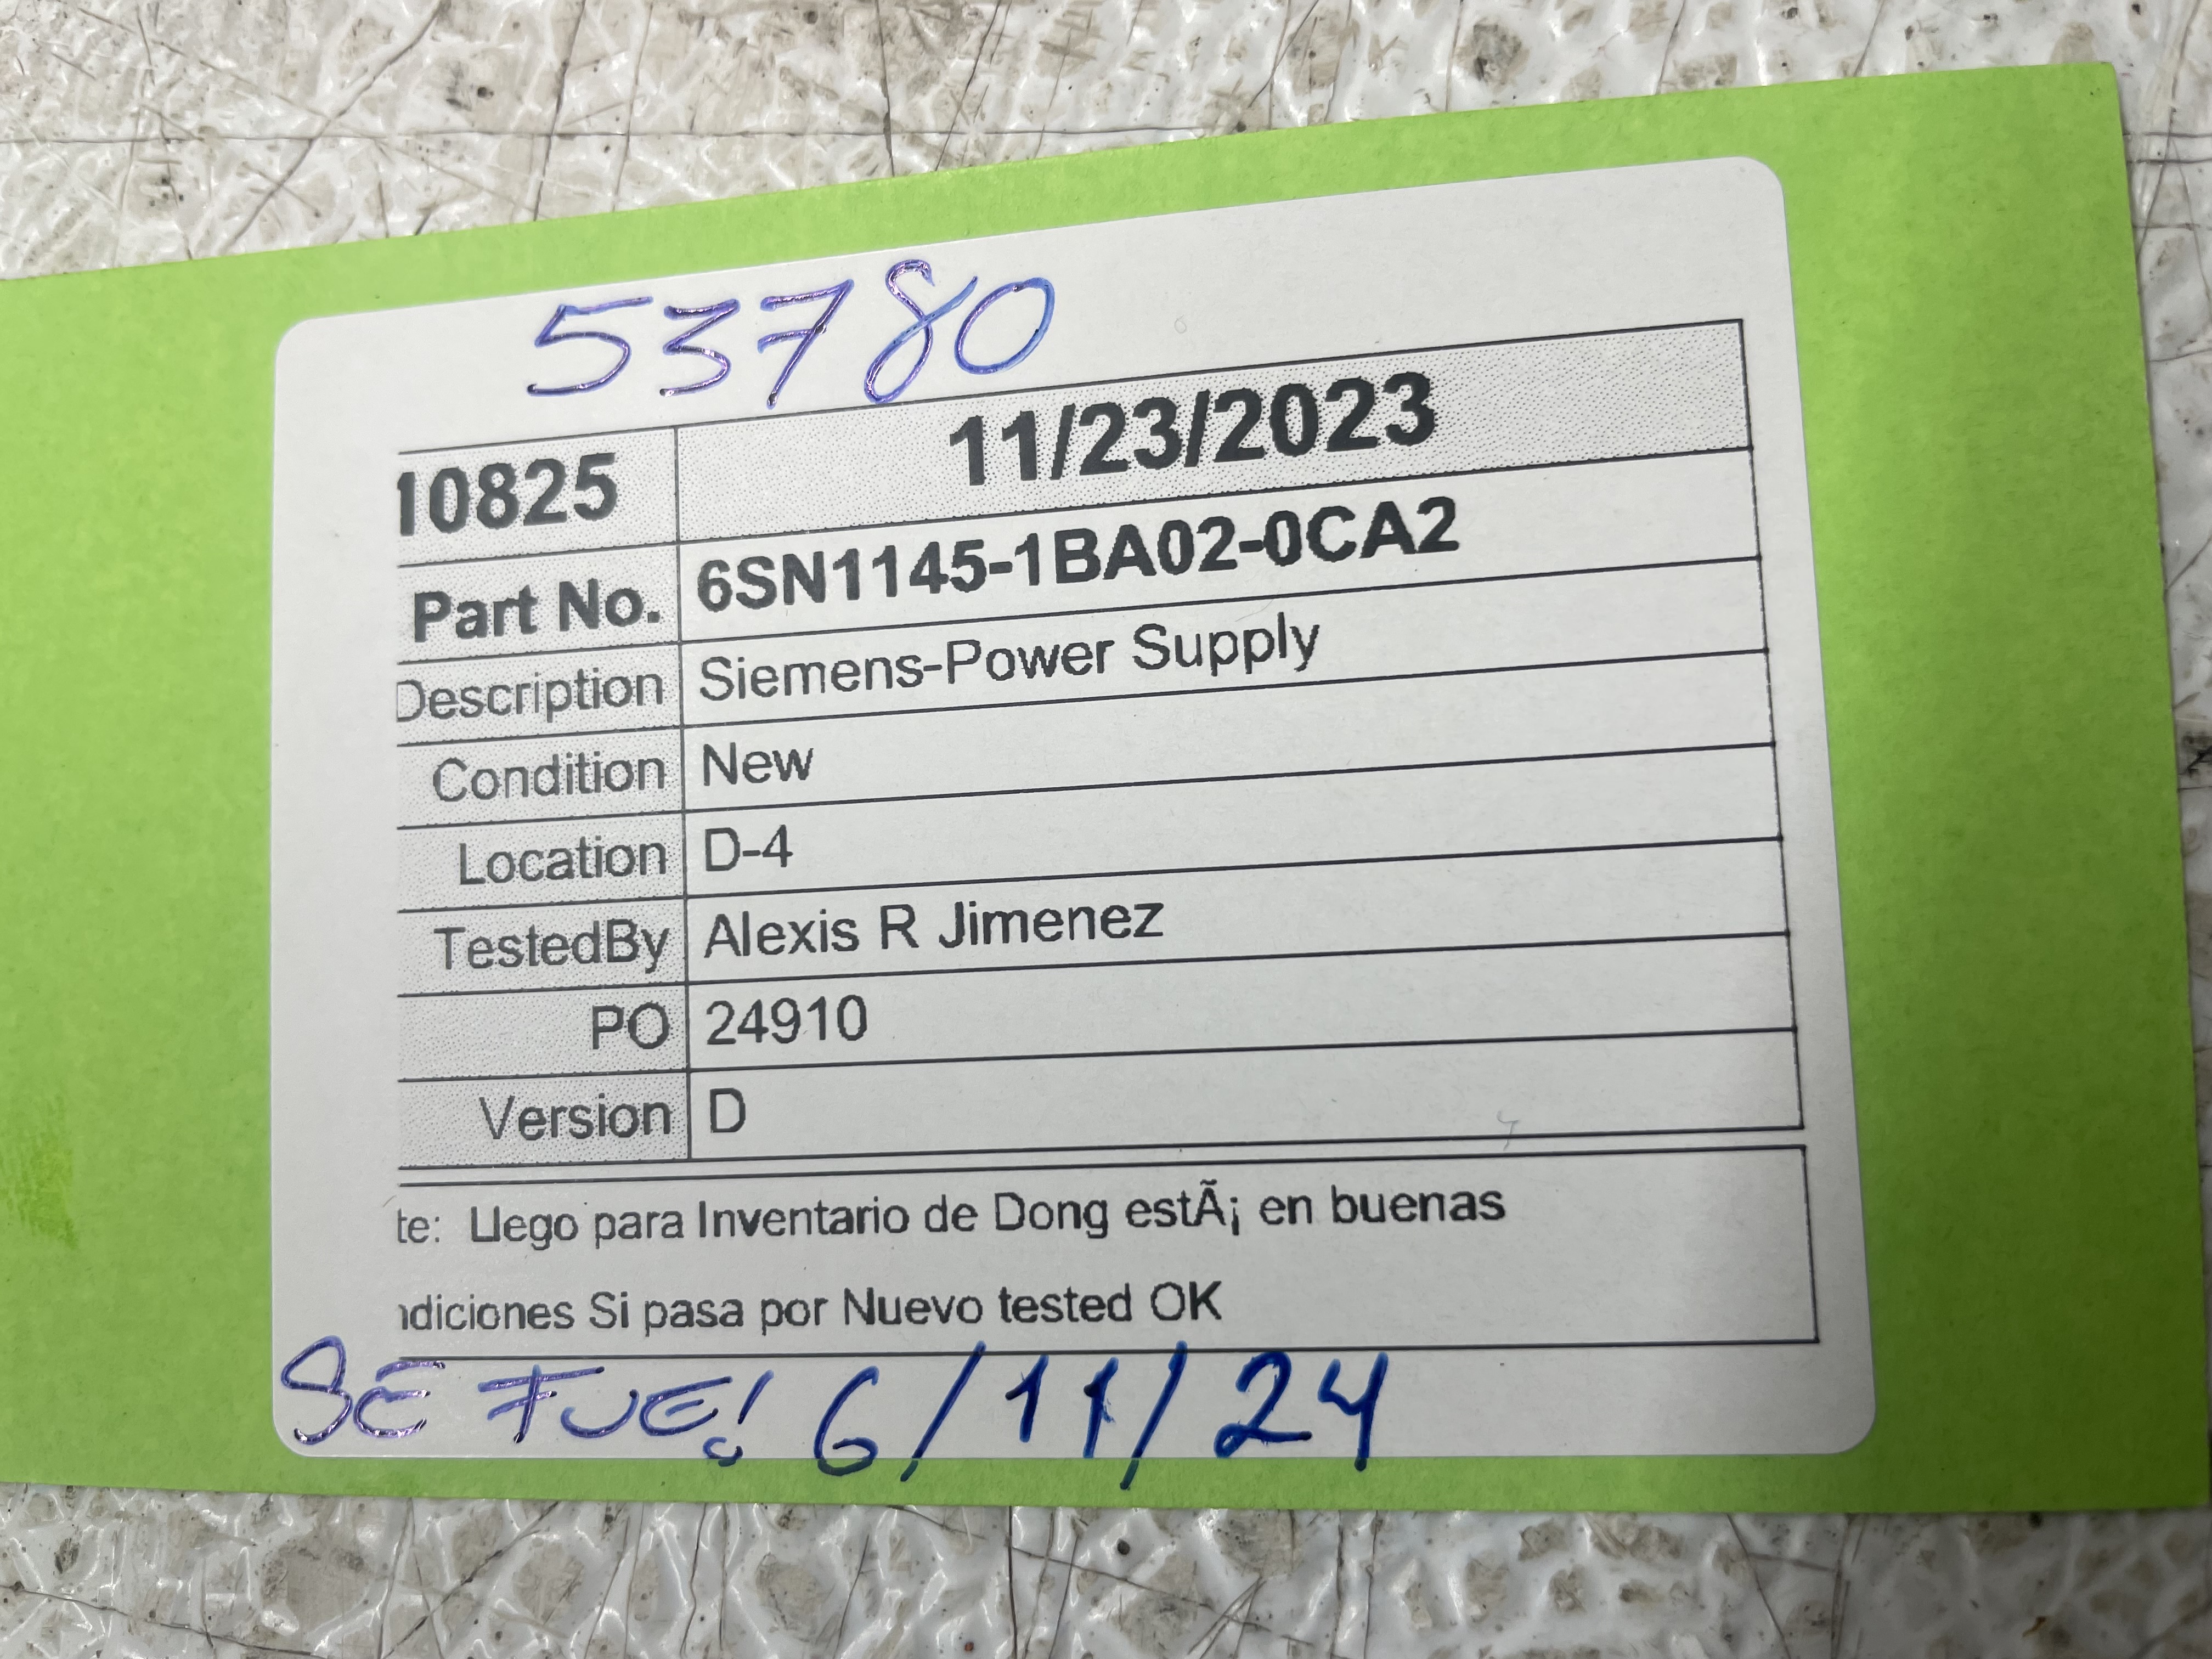 53780
10825 11/23/2023
Part No. 6SN1145-1BA02-0CA2
Description Siemens-Power Supply
Condition New
Location D-4
TestedBy Alexis R Jimenez
PO 24910
Version D
te: Llego para Inventario de Dong estÃ¡ en buenas
ndiciones Si pasa por Nuevo tested OK
SE FUE! 6/11/24